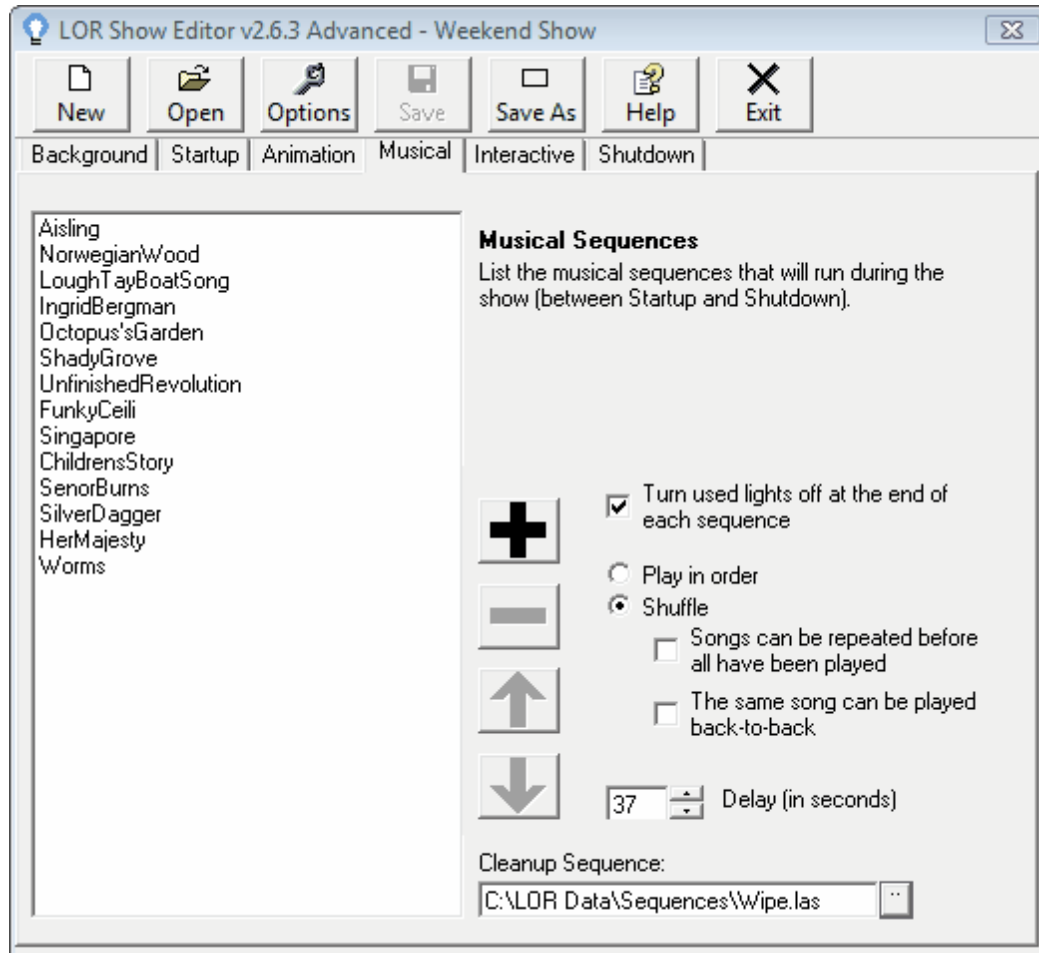 LOR Show Editor v2.6.3 Advanced - Weekend Show
New Open Options Save Save As Help Exit
Background Startup Animation Musical Interactive Shutdown
Aisling
NorwegianWood
LoughTayBoatSong
IngridBergman
Octopus'sGarden
ShadyGrove
UnfinishedRevolution
FunkyCeili
Singapore
ChildrensStory
SenorBurns
SilverDagger
HerMajesty
Worms
Musical Sequences
List the musical sequences that will run during the
show (between Startup and Shutdown).
Turn used lights off at the end of
each sequence
Play in order
Shuffle
Songs can be repeated before
all have been played
The same song can be played
back-to-back
37 Delay (in seconds)
Cleanup Sequence:
C:\LOR Data\Sequences\Wipe.las ..